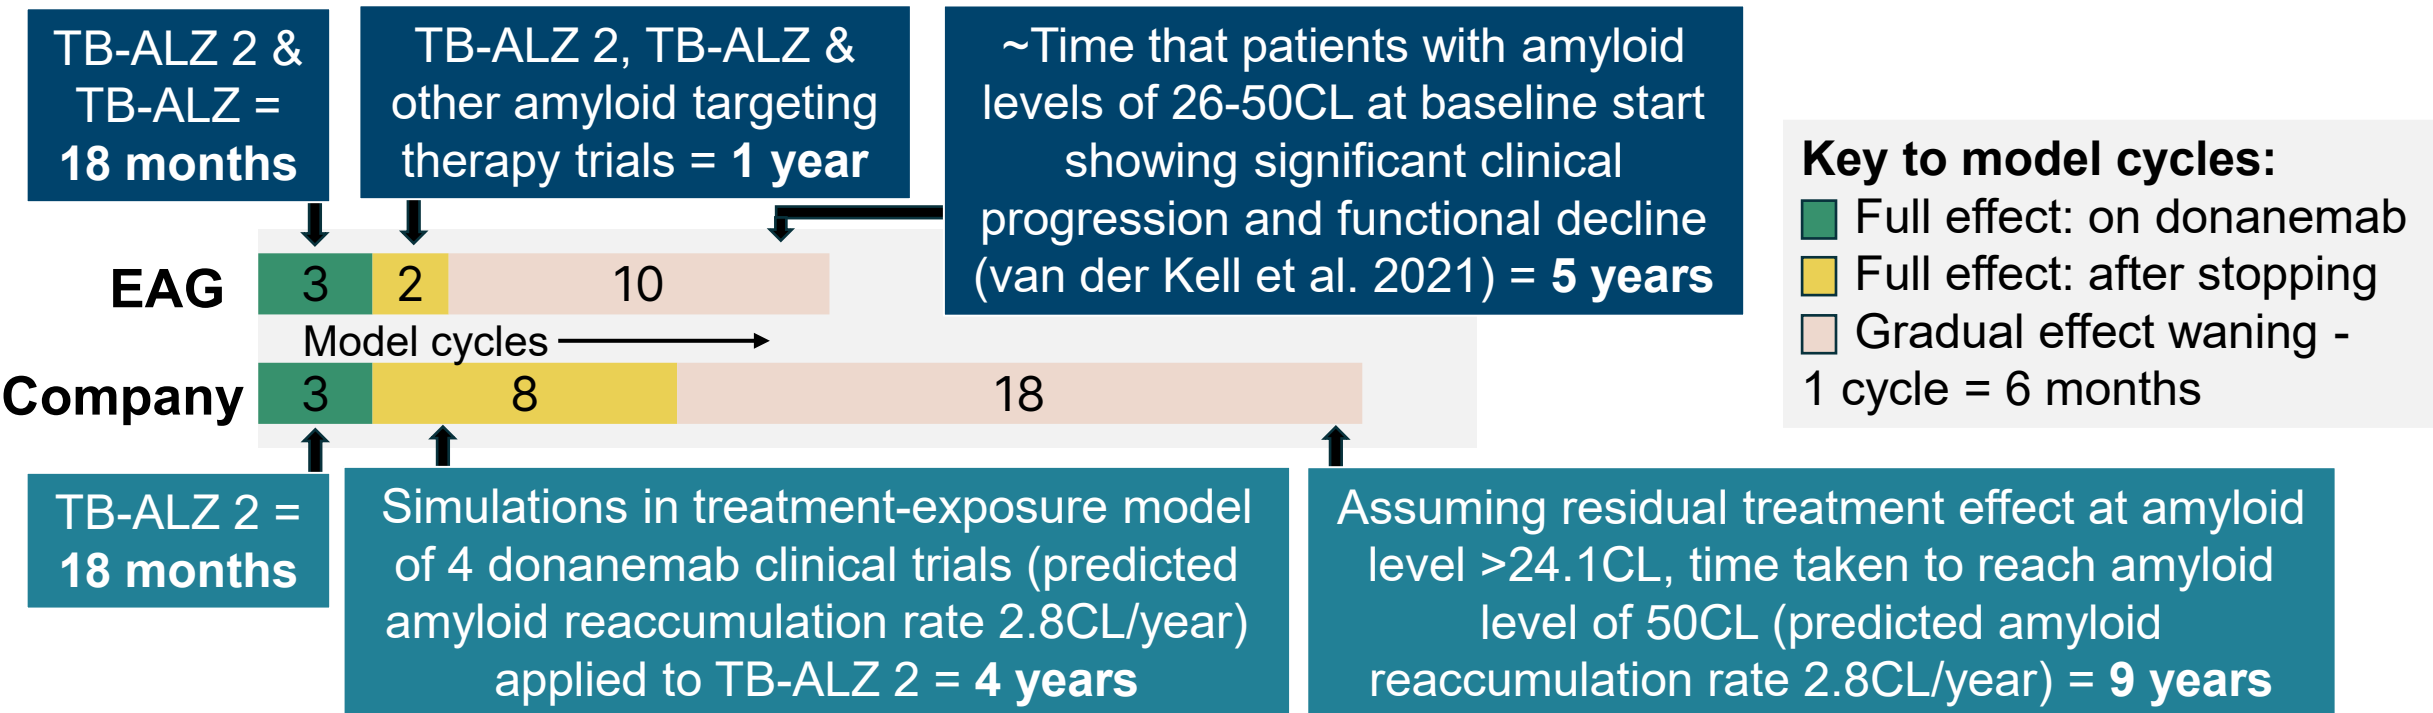 TB-ALZ 2 &
TB-ALZ =
18 months
TB-ALZ 2, TB-ALZ &
other amyloid targeting
therapy trials = 1 year
~Time that patients with amyloid
levels of 26-50CL at baseline start
showing significant clinical
progression and functional decline
(van der Kell et al. 2021) = 5 years
Key to model cycles:
Full effect: on donanemab
Full effect: after stopping
Gradual effect waning -
1 cycle = 6 months
EAG
3
2
10
Model cycles
Company
3
8
18
TB-ALZ 2 =
18 months
Simulations in treatment-exposure model
of 4 donanemab clinical trials (predicted
amyloid reaccumulation rate 2.8CL/year)
applied to TB-ALZ 2 = 4 years
Assuming residual treatment effect at amyloid
level >24.1CL, time taken to reach amyloid
level of 50CL (predicted amyloid
reaccumulation rate 2.8CL/year) = 9 years